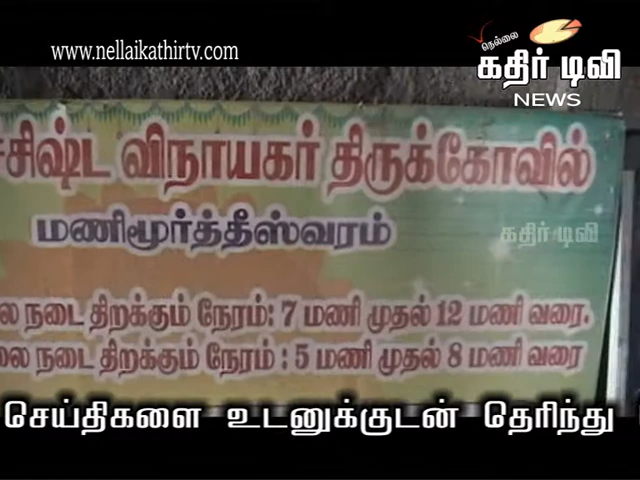 www.nellaikathirtv.com
நெல்லை
கதிர் டிவி
NEWS
விநாயகர் திருக்கோவில்
மணிமூர்த்தீஸ்வரம்
கதிர் டிவி
நடை திறக்கும் நேரம்: 7 மணி முதல் 12 மணி வரை.
நடை திறக்கும் நேரம் : 5 மணி முதல் 8 மணி வரை
செய்திகளை உடனுக்குடன் தெரிந்து